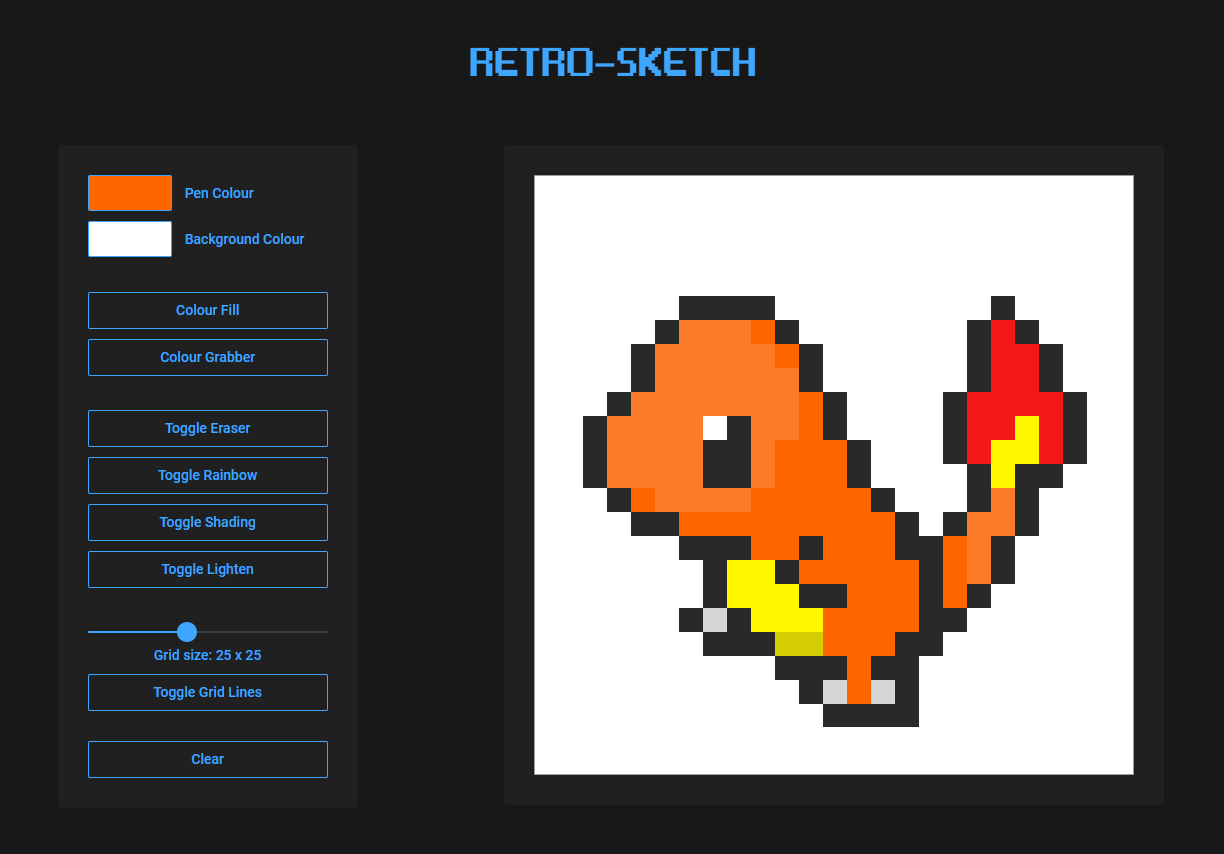 RETRO-SKETCH
Pen Colour
Background Colour
Colour Fill
Colour Grabber
Toggle Eraser
Toggle Rainbow
Toggle Shading
Toggle Lighten
Grid size: 25 x 25
Toggle Grid Lines
Clear